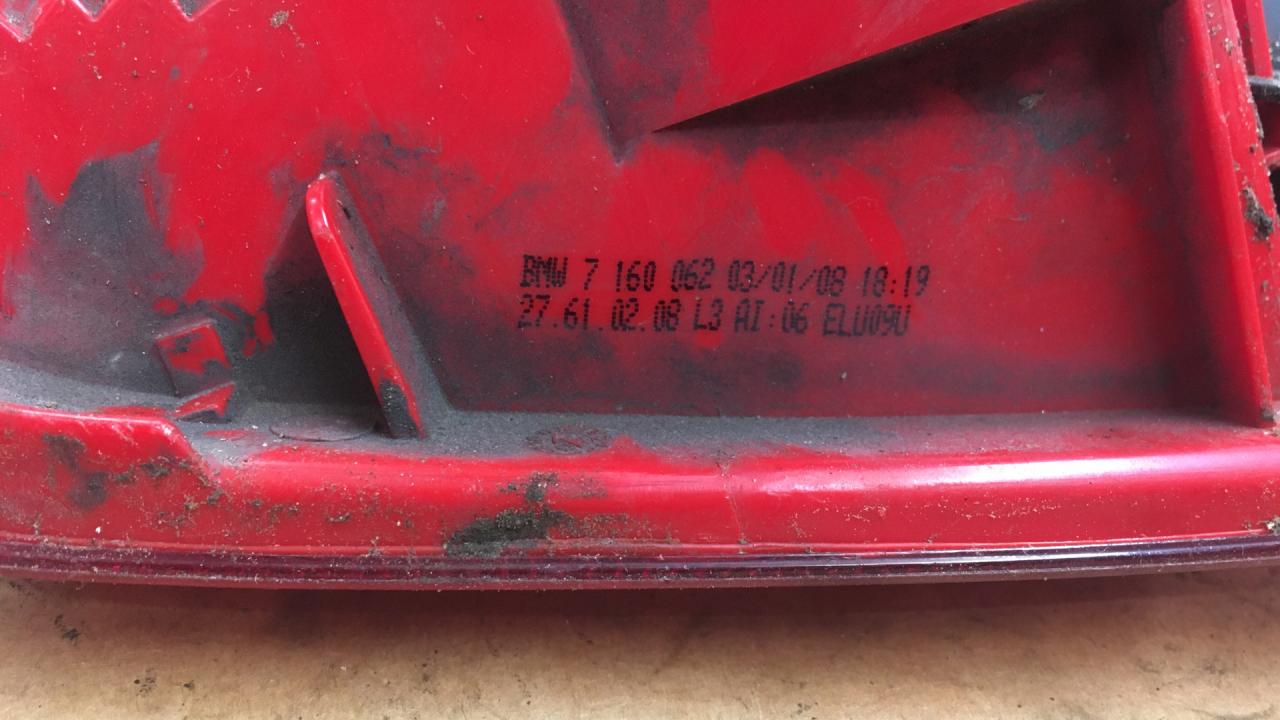 BMW 7 160 062 03/01/08 18:19
27.61.02.08 L3 AI:06 ELU09U